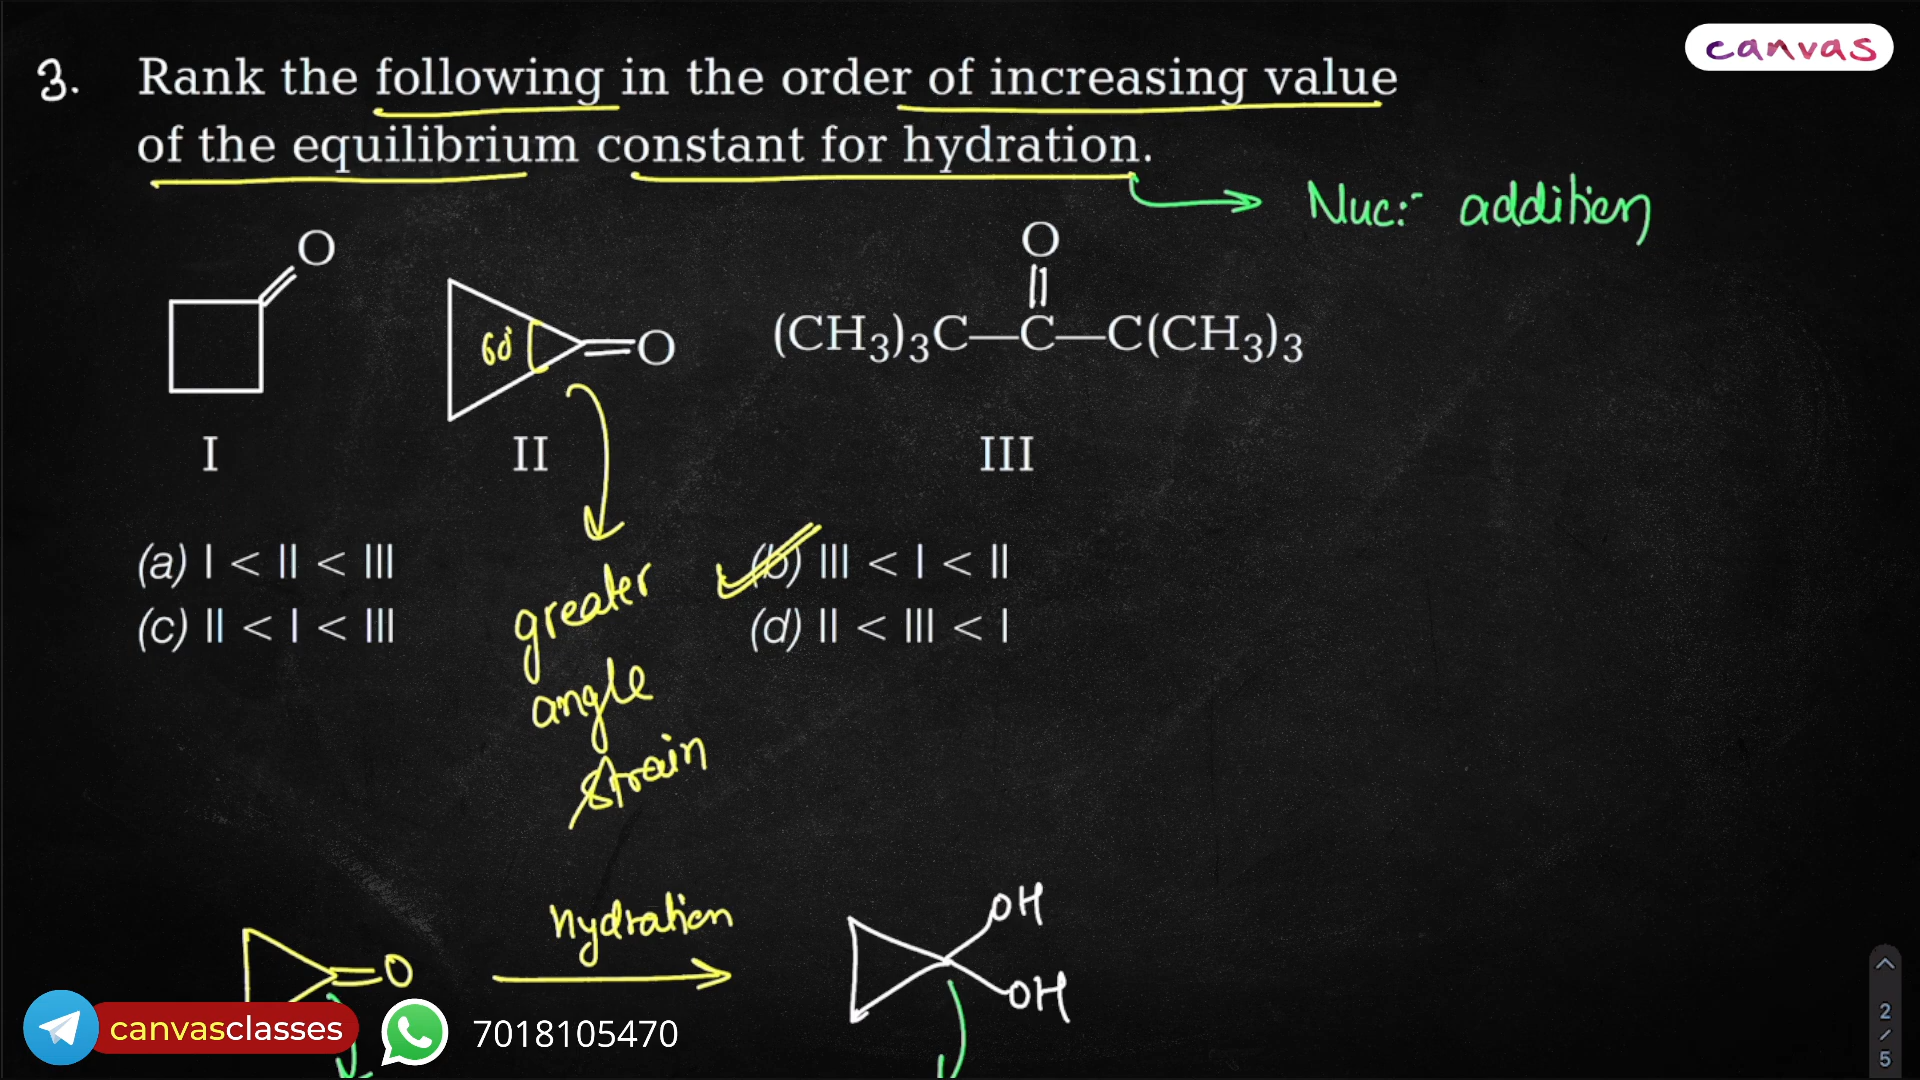 canvas
3. Rank the following in the order of increasing value
of the equilibrium constant for hydration.
Nuc:- addition
O
60°
O
O
(CH3)3C—C—C(CH3)3
I
II
III
(a) I < II < III
(b) III < I < II
(c) II < I < III
(d) II < III < I
greater
angle
strain
hydration
O
OH
OH
canvasclasses
7018105470
2
/
5